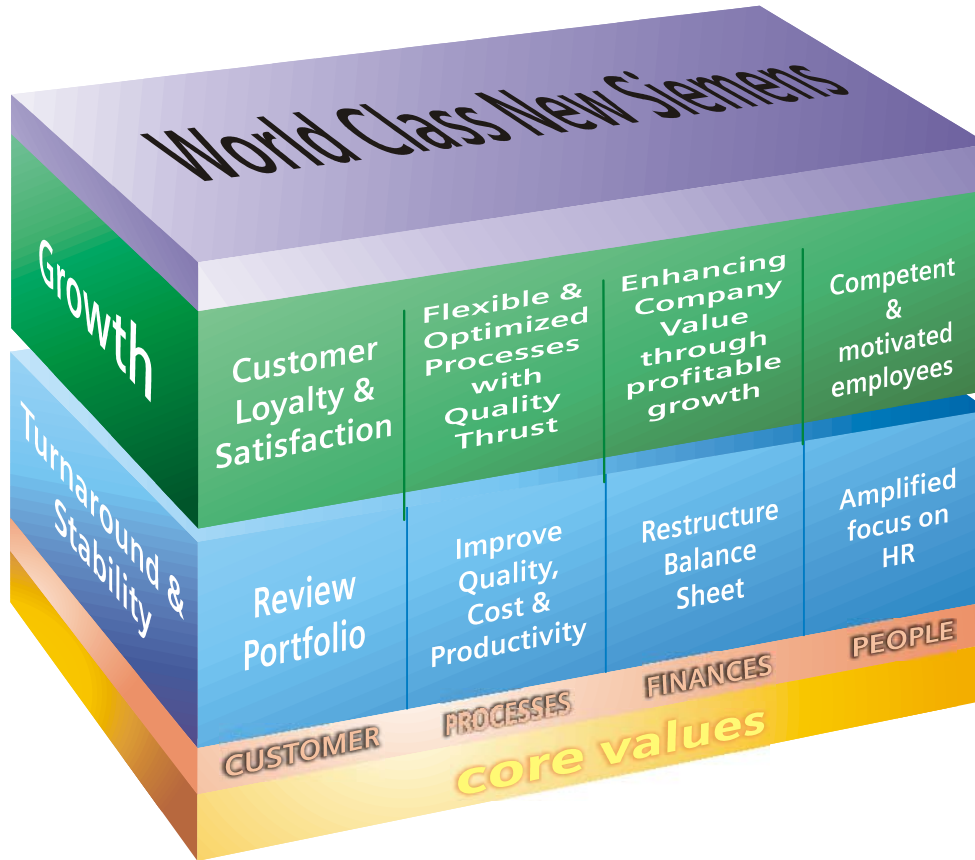 World Class New Siemens
Growth
Customer
Loyalty &
Satisfaction
Flexible &
Optimized
Processes
with
Quality
Thrust
Enhancing
Company
Value
through
profitable
growth
Competent
&
motivated
employees
Turnaround &
Stability
Review
Portfolio
Improve
Quality,
Cost &
Productivity
Restructure
Balance
Sheet
Amplified
focus on
HR
CUSTOMER
PROCESSES
FINANCES
PEOPLE
core values